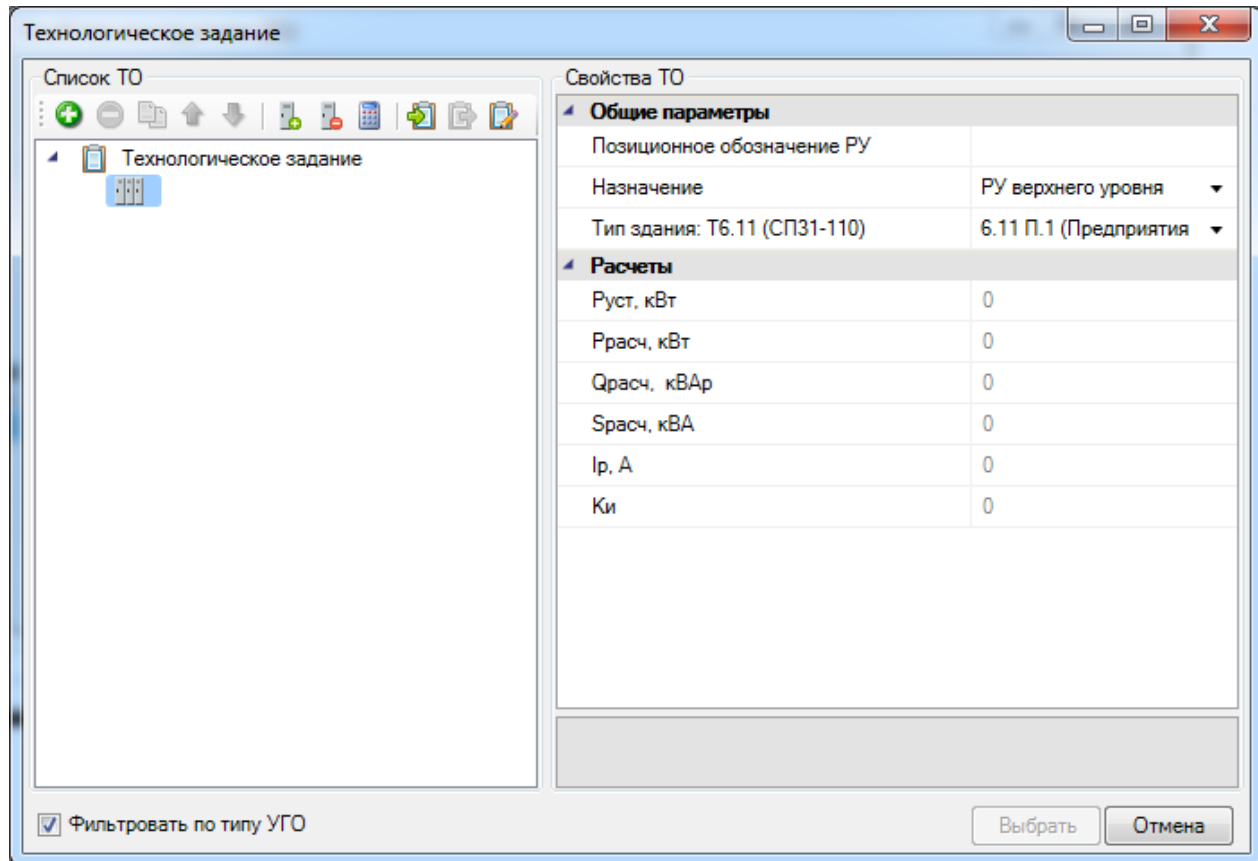 Технологическое задание
Список ТО
Технологическое задание
Свойства ТО
Общие параметры
Позиционное обозначение РУ
Назначение РУ верхнего уровня
Тип здания: Т6.11 (СП31-110) 6.11 П.1 (Предприятия
Расчеты
Руст, кВт 0
Ррасч, кВт 0
Qрасч, кВАр 0
Sрасч, кВА 0
Iр, А 0
Ки 0
Фильтровать по типу УГО
Выбрать
Отмена